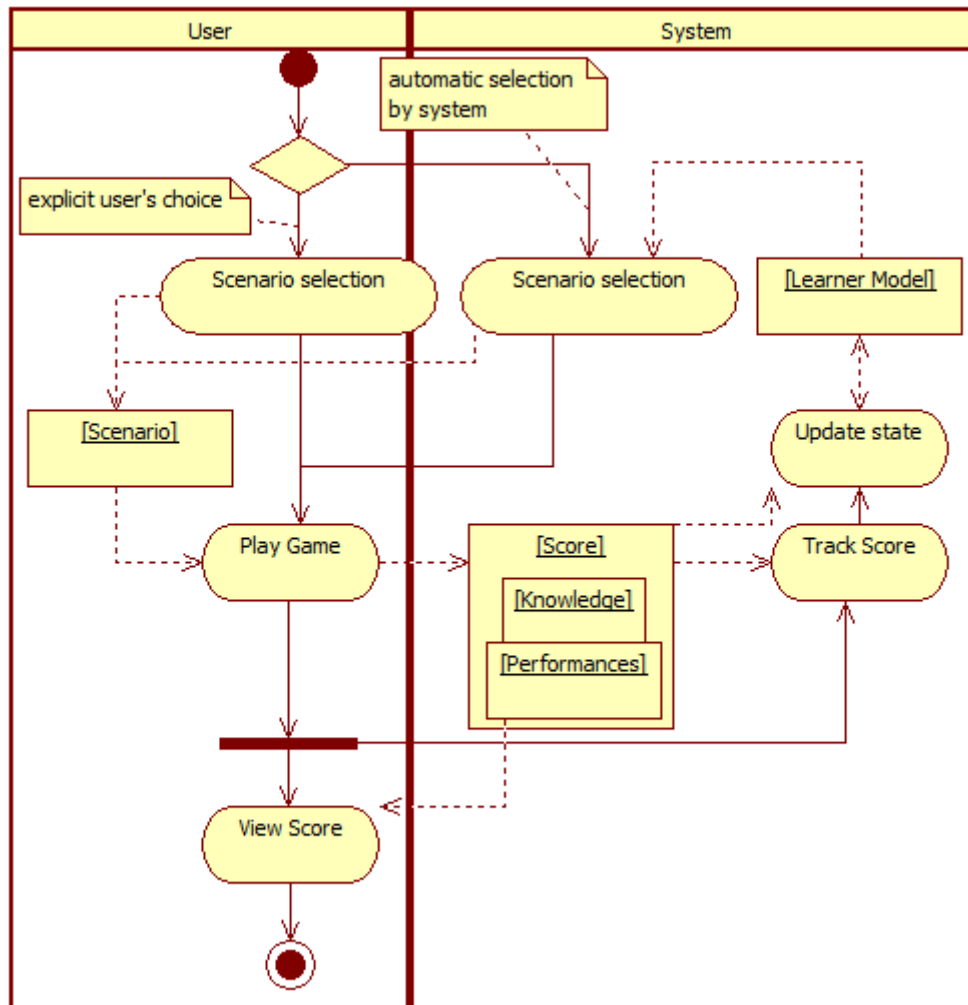 User
System
automatic selection
by system
explicit user's choice
Scenario selection
Scenario selection
[Learner Model]
[Scenario]
Update state
Play Game
[Score]
Track Score
[Knowledge]
[Performances]
View Score